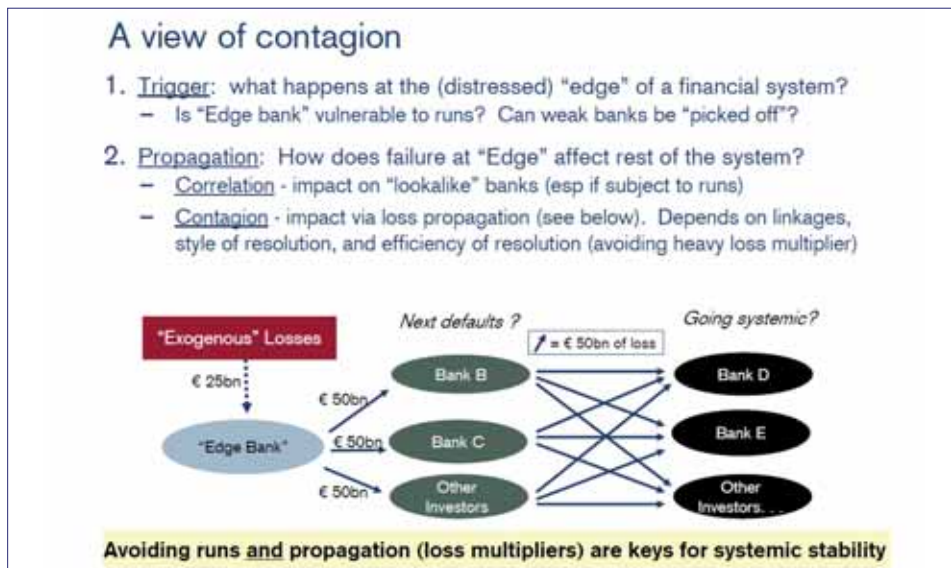 A view of contagion
1. Trigger: what happens at the (distressed) "edge" of a financial system?
– Is "Edge bank" vulnerable to runs? Can weak banks be "picked off"?
2. Propagation: How does failure at "Edge" affect rest of the system?
– Correlation - impact on "lookalike" banks (esp if subject to runs)
– Contagion - impact via loss propagation (see below). Depends on linkages,
style of resolution, and efficiency of resolution (avoiding heavy loss multiplier)
"Exogenous" Losses
€ 25bn
"Edge Bank"
€ 50bn
€ 50bn
€ 50bn
Next defaults ?
Bank B
Bank C
Other
Investors
= € 50bn of loss
Going systemic?
Bank D
Bank E
Other
Investors. . .
Avoiding runs and propagation (loss multipliers) are keys for systemic stability